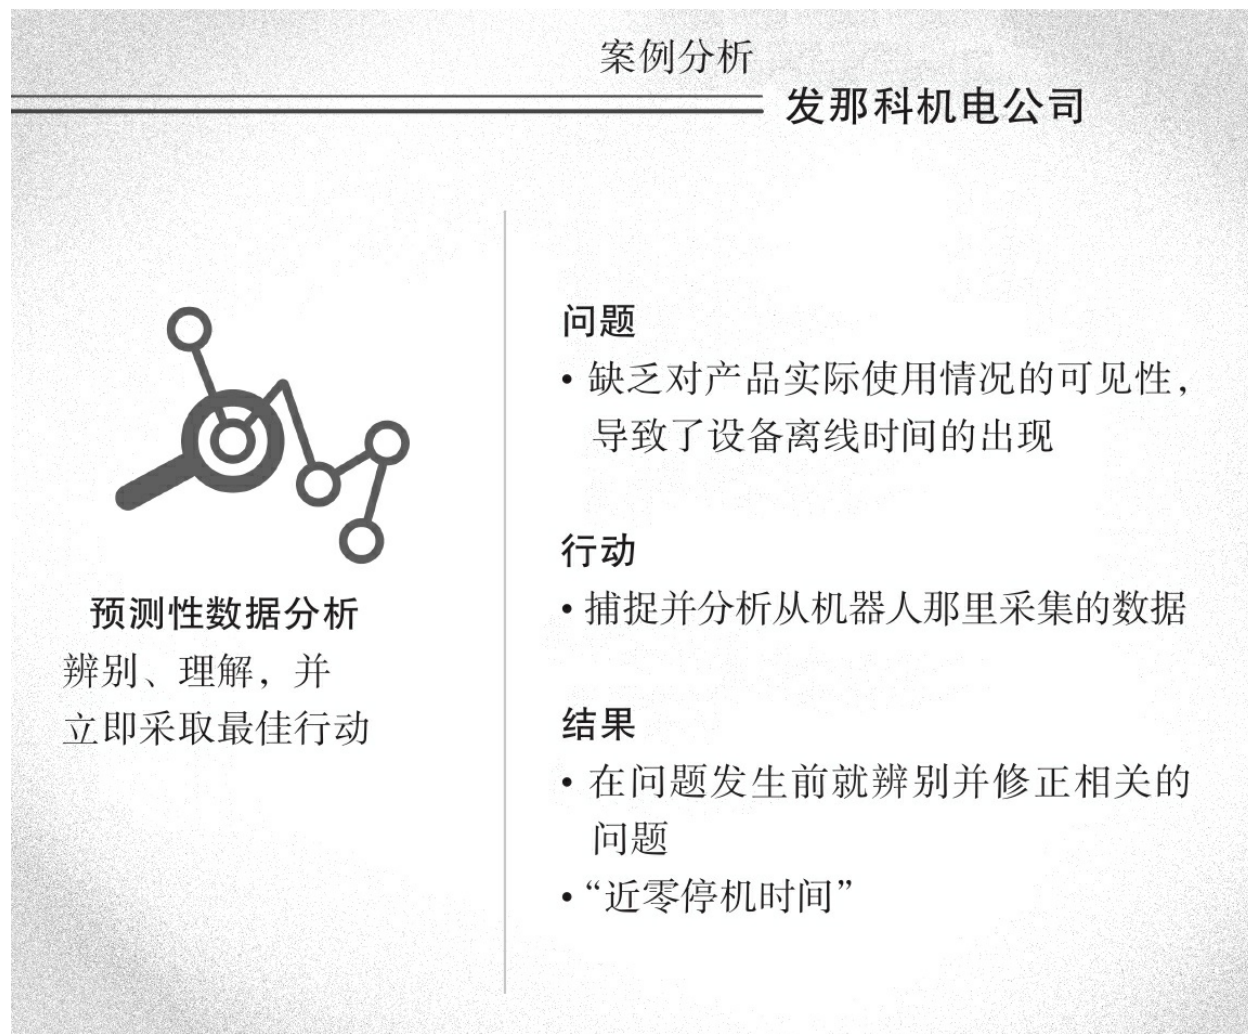 案例分析
发那科机电公司
预测性数据分析
辨别、理解，并
立即采取最佳行动
问题
• 缺乏对产品实际使用情况的可见性，
导致了设备离线时间的出现
行动
• 捕捉并分析从机器人那里采集的数据
结果
• 在问题发生前就辨别并修正相关的
问题
• “近零停机时间”